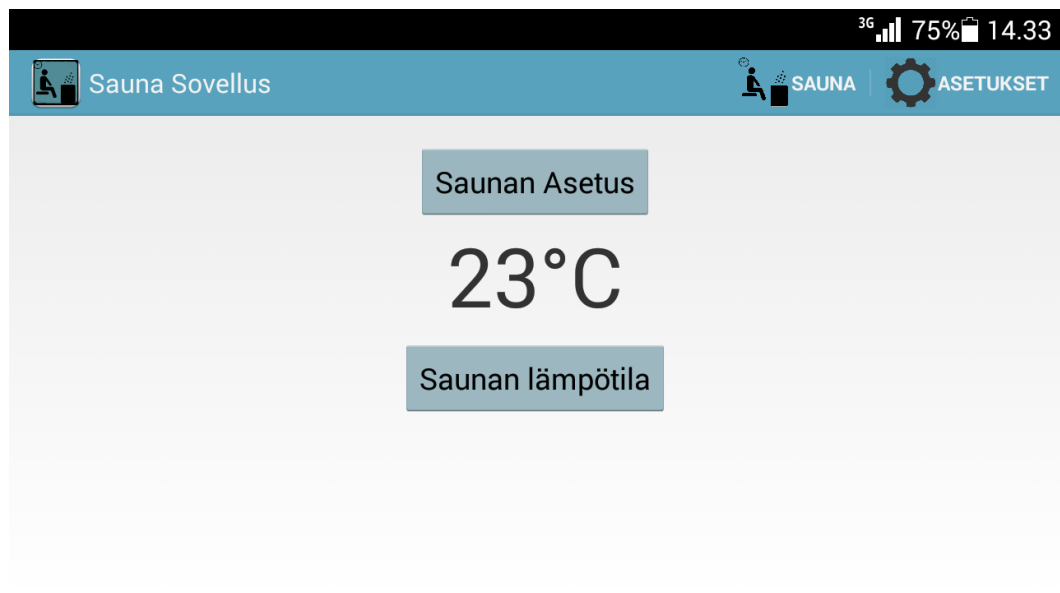 3G 75% 14.33
Sauna Sovellus SAUNA ASETUKSET
Saunan Asetus
23°C
Saunan lämpötila